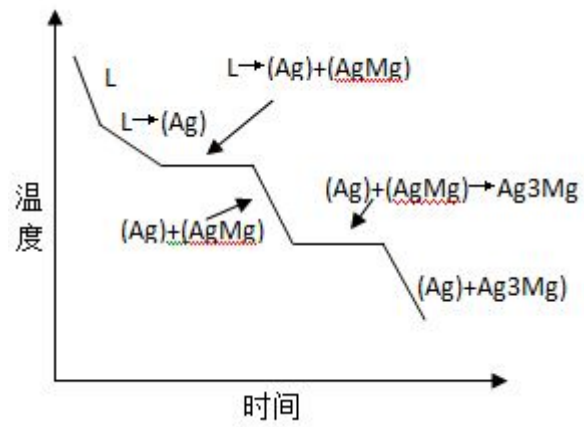 L
L→(Ag)+(AgMg)
L→(Ag)
(Ag)+(AgMg)→Ag3Mg
(Ag)+(AgMg)
(Ag)+Ag3Mg)
温度
时间